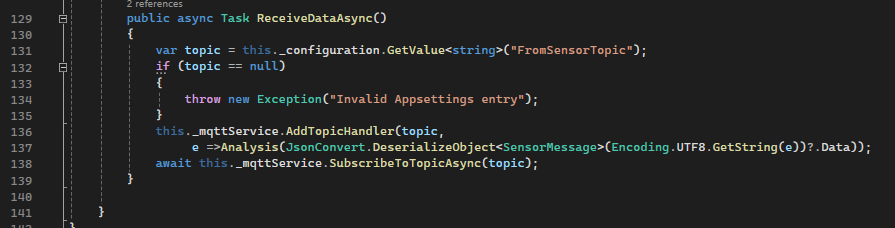 2 references
129 public async Task ReceiveDataAsync()
130 {
131 var topic = this._configuration.GetValue<string>("FromSensorTopic");
132 if (topic == null)
133 {
134 throw new Exception("Invalid Appsettings entry");
135 }
136 this._mqttService.AddTopicHandler(topic,
137 e =>Analysis(JsonConvert.DeserializeObject<SensorMessage>(Encoding.UTF8.GetString(e))?.Data));
138 await this._mqttService.SubscribeToTopicAsync(topic);
139 }
140
141 }
142 }